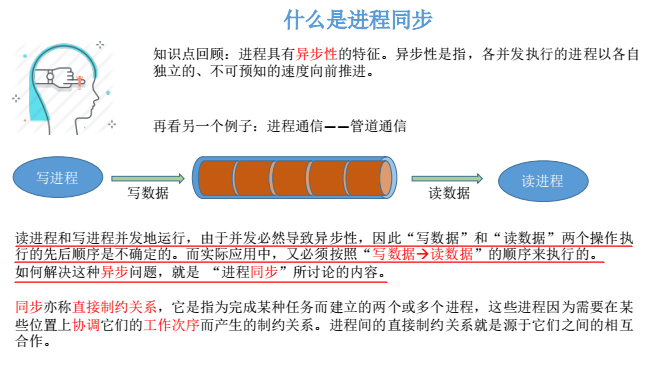 什么是进程同步
知识点回顾：进程具有异步性的特征。异步性是指，各并发执行的进程以各自
独立的、不可预知的速度向前推进。
再看另一个例子：进程通信——管道通信
写进程
写数据
读数据
读进程
读进程和写进程并发地运行，由于并发必然导致异步性，因此“写数据”和“读数据”两个操作执
行的先后顺序是不确定的。而实际应用中，又必须按照“写数据→读数据”的顺序来执行的。
如何解决这种异步问题，就是 “进程同步”所讨论的内容。
同步亦称直接制约关系，它是指为完成某种任务而建立的两个或多个进程，这些进程因为需要在某
些位置上协调它们的工作次序而产生的制约关系。进程间的直接制约关系就是源于它们之间的相互
合作。